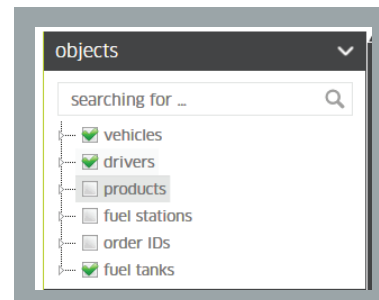 objects
searching for ...
vehicles
drivers
products
fuel stations
order IDs
fuel tanks